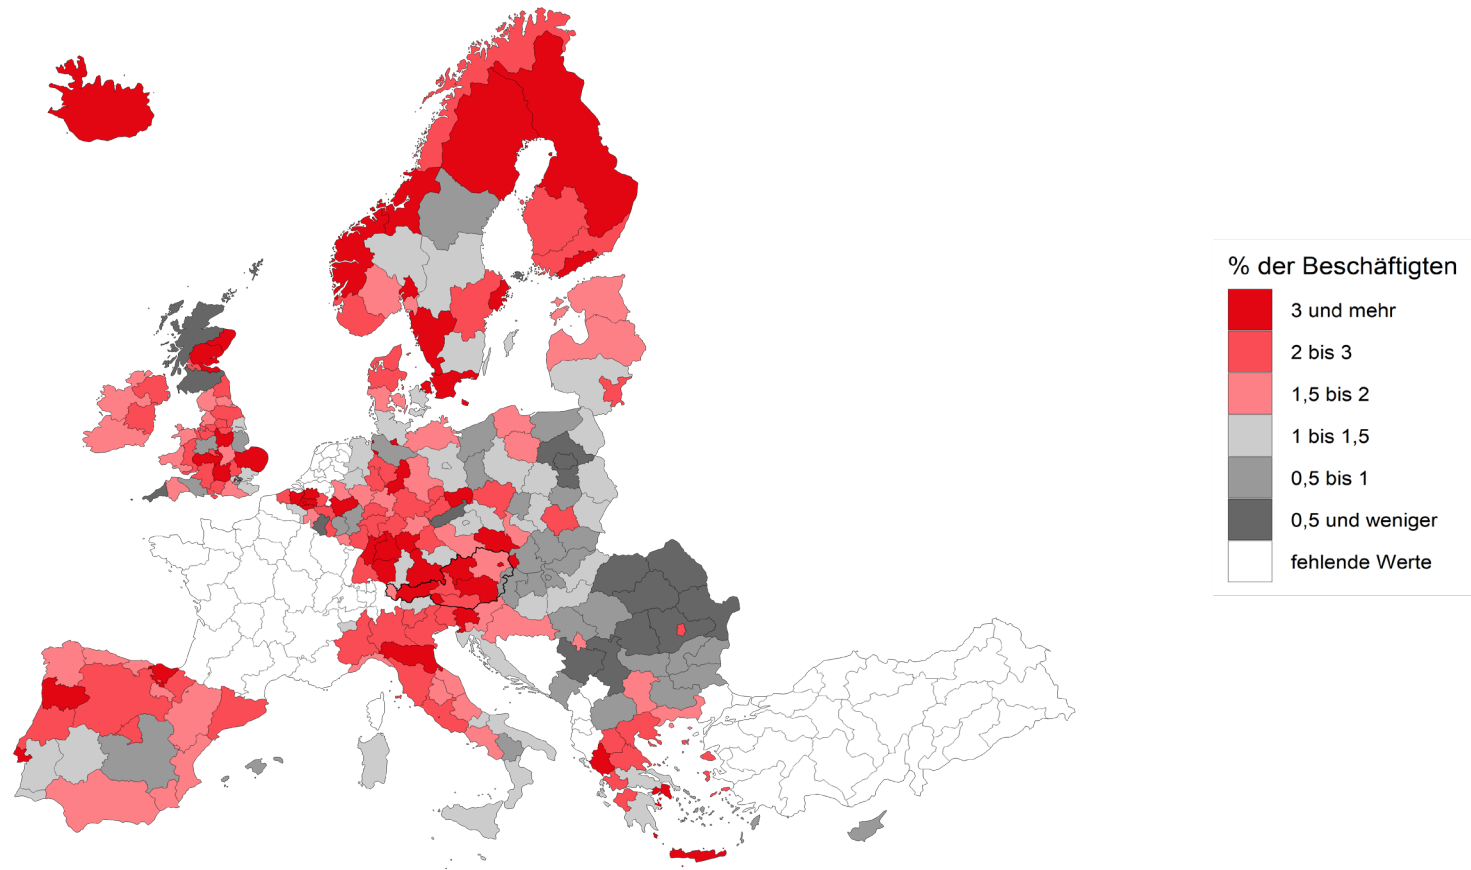 % der Beschäftigten
3 und mehr
2 bis 3
1,5 bis 2
1 bis 1,5
0,5 bis 1
0,5 und weniger
fehlende Werte